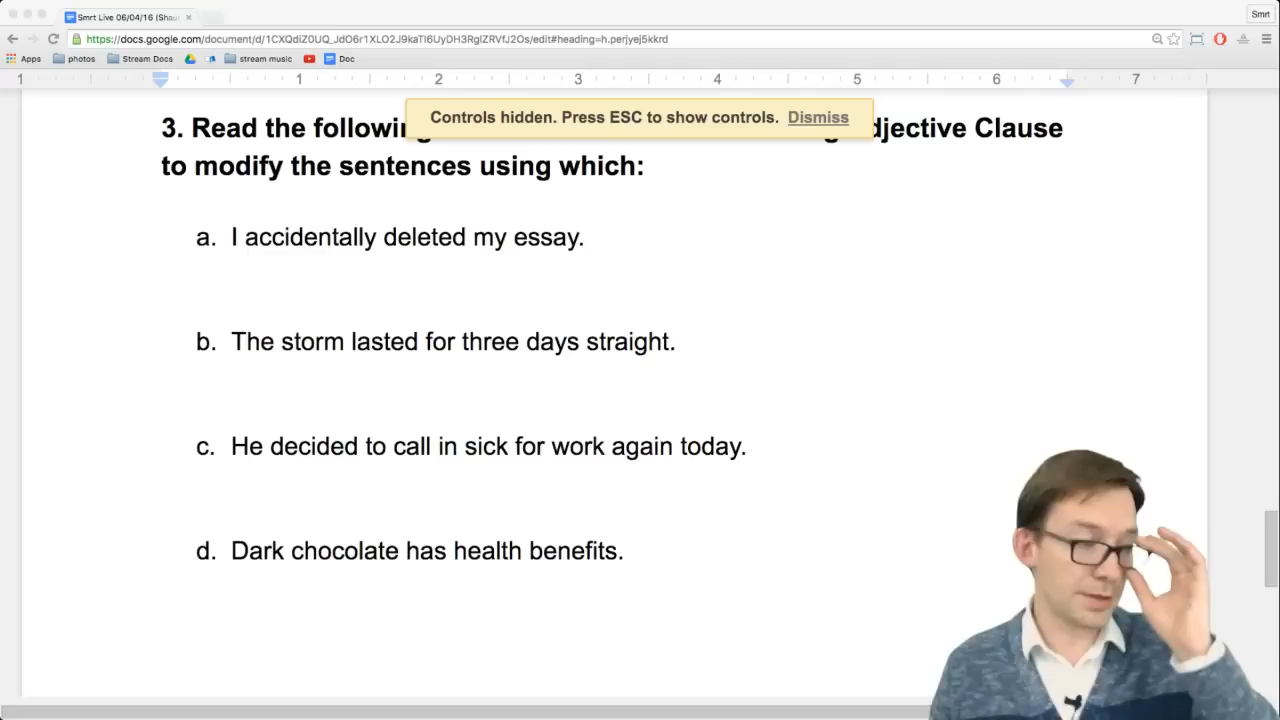 Smrt Live 06/04/16 (Shau
Smrt
https://docs.google.com/document/d/1CXQdiZ0UQ_JdO6r1XLO2J9kaTl6UyDH3RglZRVfJ2Os/edit#heading=h.perjyej5kkrd
Apps photos Stream Docs stream music Doc
1 1 2 3 4 5 6 7
Controls hidden. Press ESC to show controls. Dismiss
3. Read the following djective Clause
to modify the sentences using which:
a. I accidentally deleted my essay.
b. The storm lasted for three days straight.
c. He decided to call in sick for work again today.
d. Dark chocolate has health benefits.